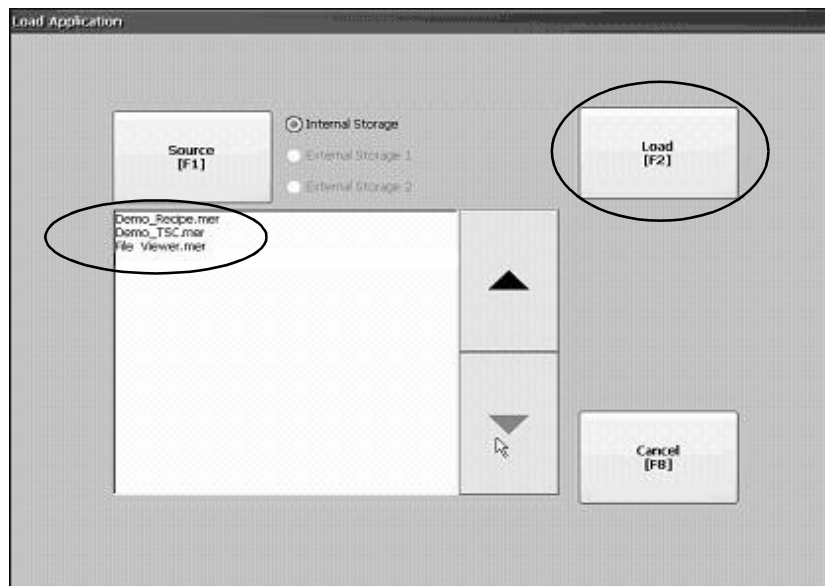 Load Application
Source
[F1]
Internal Storage
External Storage 1
External Storage 2
Load
[F2]
Demo_Recipe.mer
Demo_TSC.mer
File Viewer.mer
Cancel
[F8]